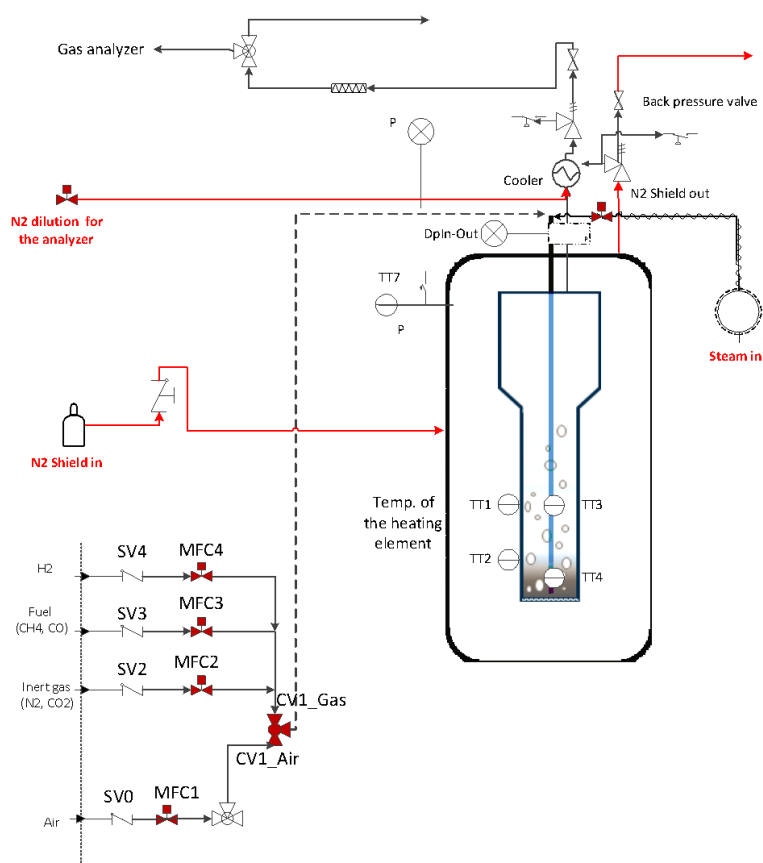 Gas analyzer
Back pressure valve
P
Cooler
N2 Shield out
N2 dilution for
the analyzer
DpIn-Out
P
TT7
P
Steam in
N2 Shield in
Temp. of
the heating
element
TT1
TT3
TT2
TT4
SV4
MFC4
H2
SV3
MFC3
Fuel
(CH4, CO)
SV2
MFC2
Inert gas
(N2, CO2)
CV1_Gas
CV1_Air
SV0
MFC1
Air